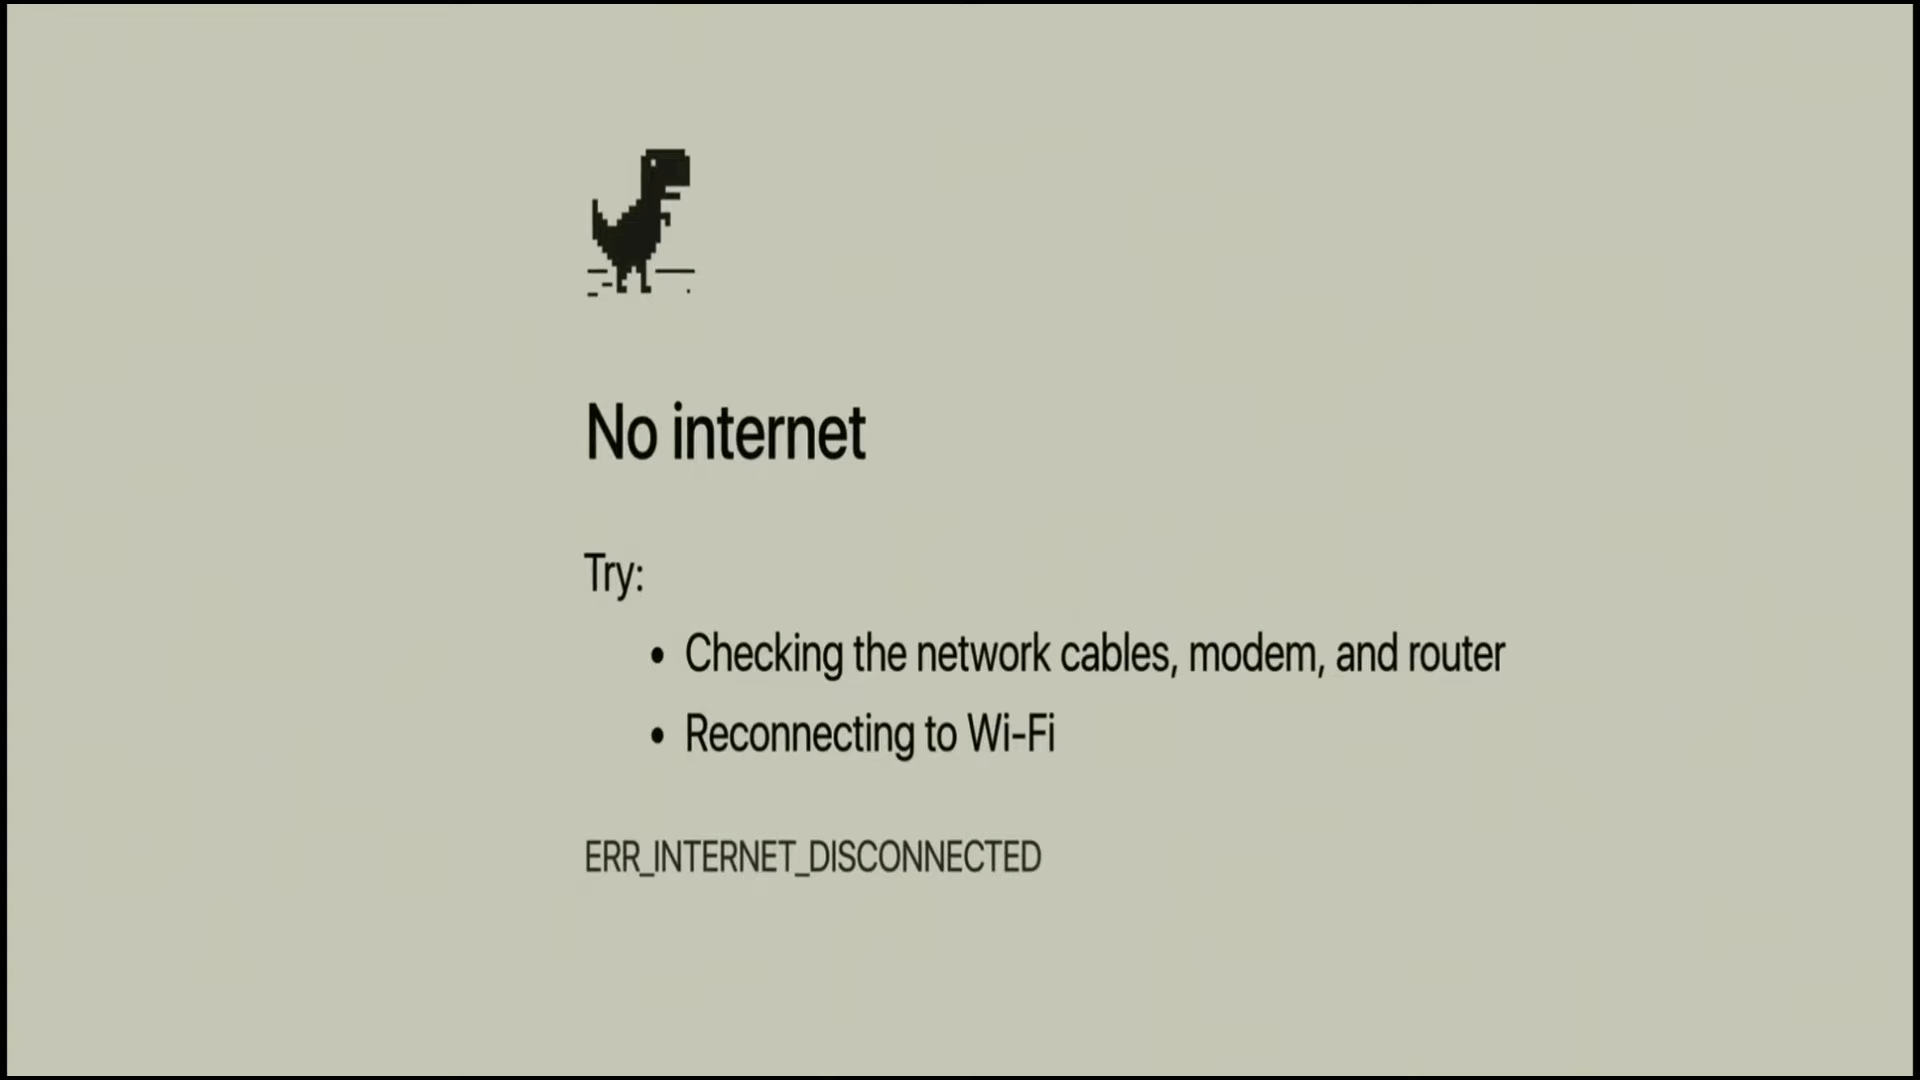 No internet
Try:
• Checking the network cables, modem, and router
• Reconnecting to Wi-Fi
ERR_INTERNET_DISCONNECTED